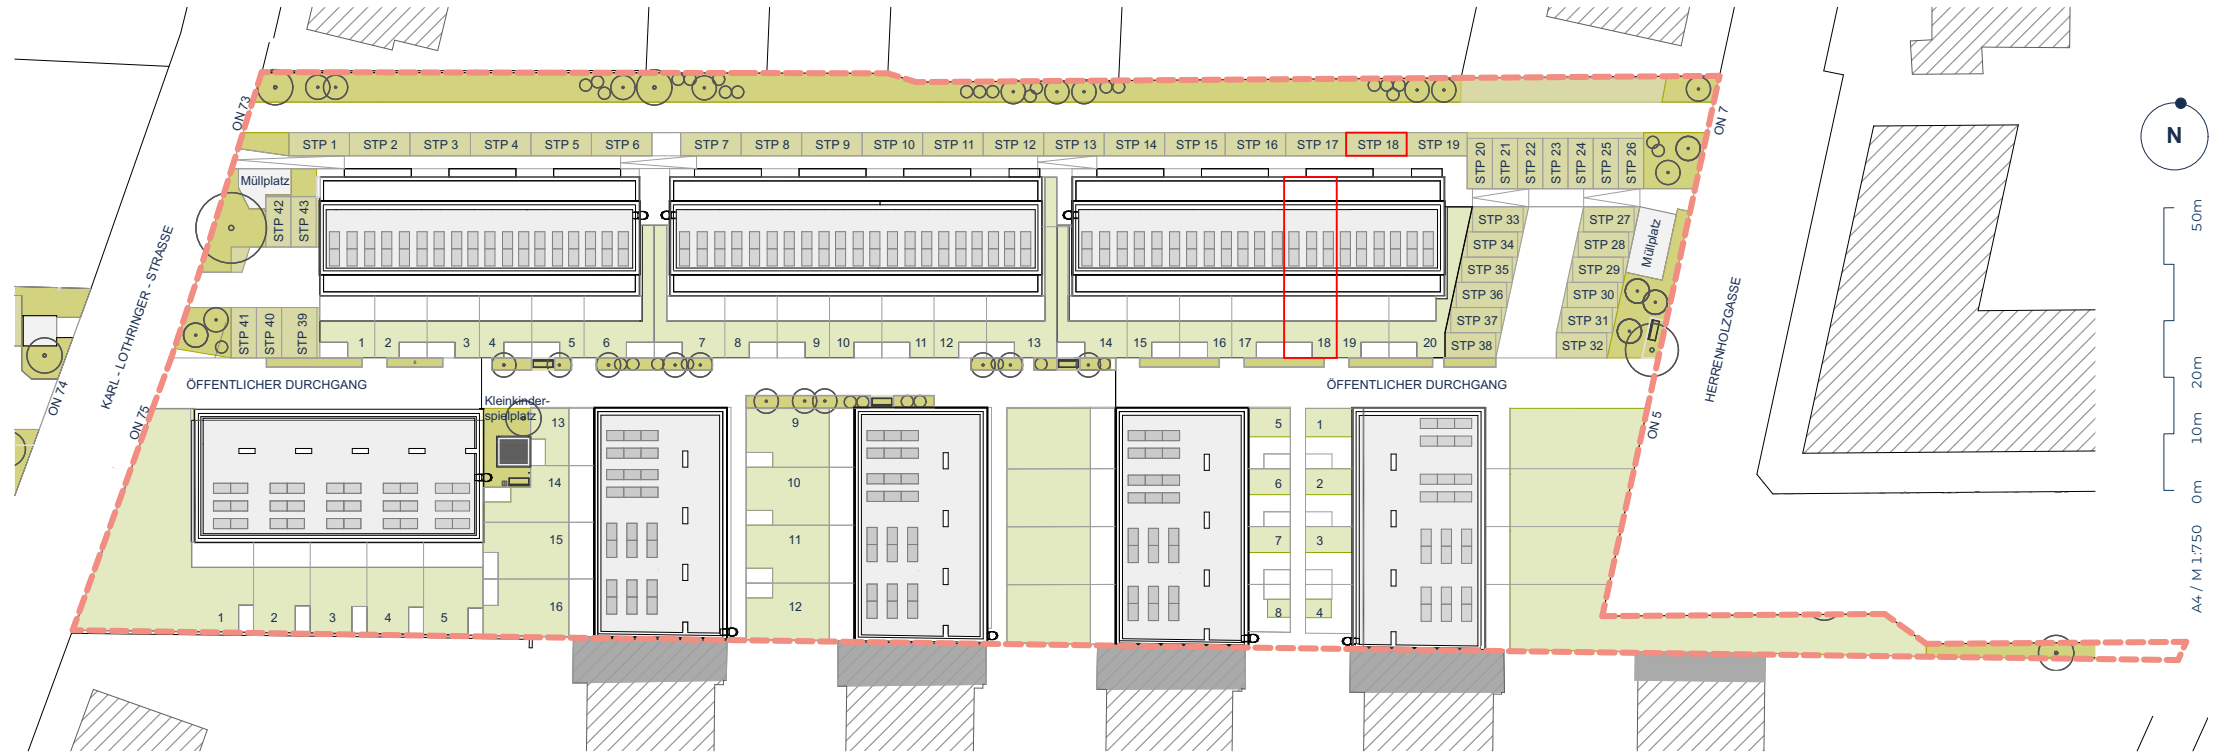 ON 73
ON 7
STP 1 STP 2 STP 3 STP 4 STP 5 STP 6 STP 7 STP 8 STP 9 STP 10 STP 11 STP 12 STP 13 STP 14 STP 15 STP 16 STP 17 STP 18 STP 19
STP 20 STP 21 STP 22 STP 23 STP 24 STP 25 STP 26
N
Müllplatz
STP 42 STP 43
STP 33 STP 27
STP 34 STP 28
STP 35 STP 29
STP 36 STP 30
STP 37 STP 31
STP 38 STP 32
Müllplatz
50m
20m
10m
0m
A4 / M 1:750
KARL - LOTHRINGER - STRASSE
HERRENHOLZGASSE
STP 41 STP 40 STP 39
1 2 3 4 5 6 7 8 9 10 11 12 13 14 15 16 17 18 19 20
ÖFFENTLICHER DURCHGANG
ÖFFENTLICHER DURCHGANG
ON 74
ON 75
ON 5
Kleinkinder-
spielplatz
13 9 5 1
14 10 6 2
15 11 7 3
16 12 8 4
1 2 3 4 5